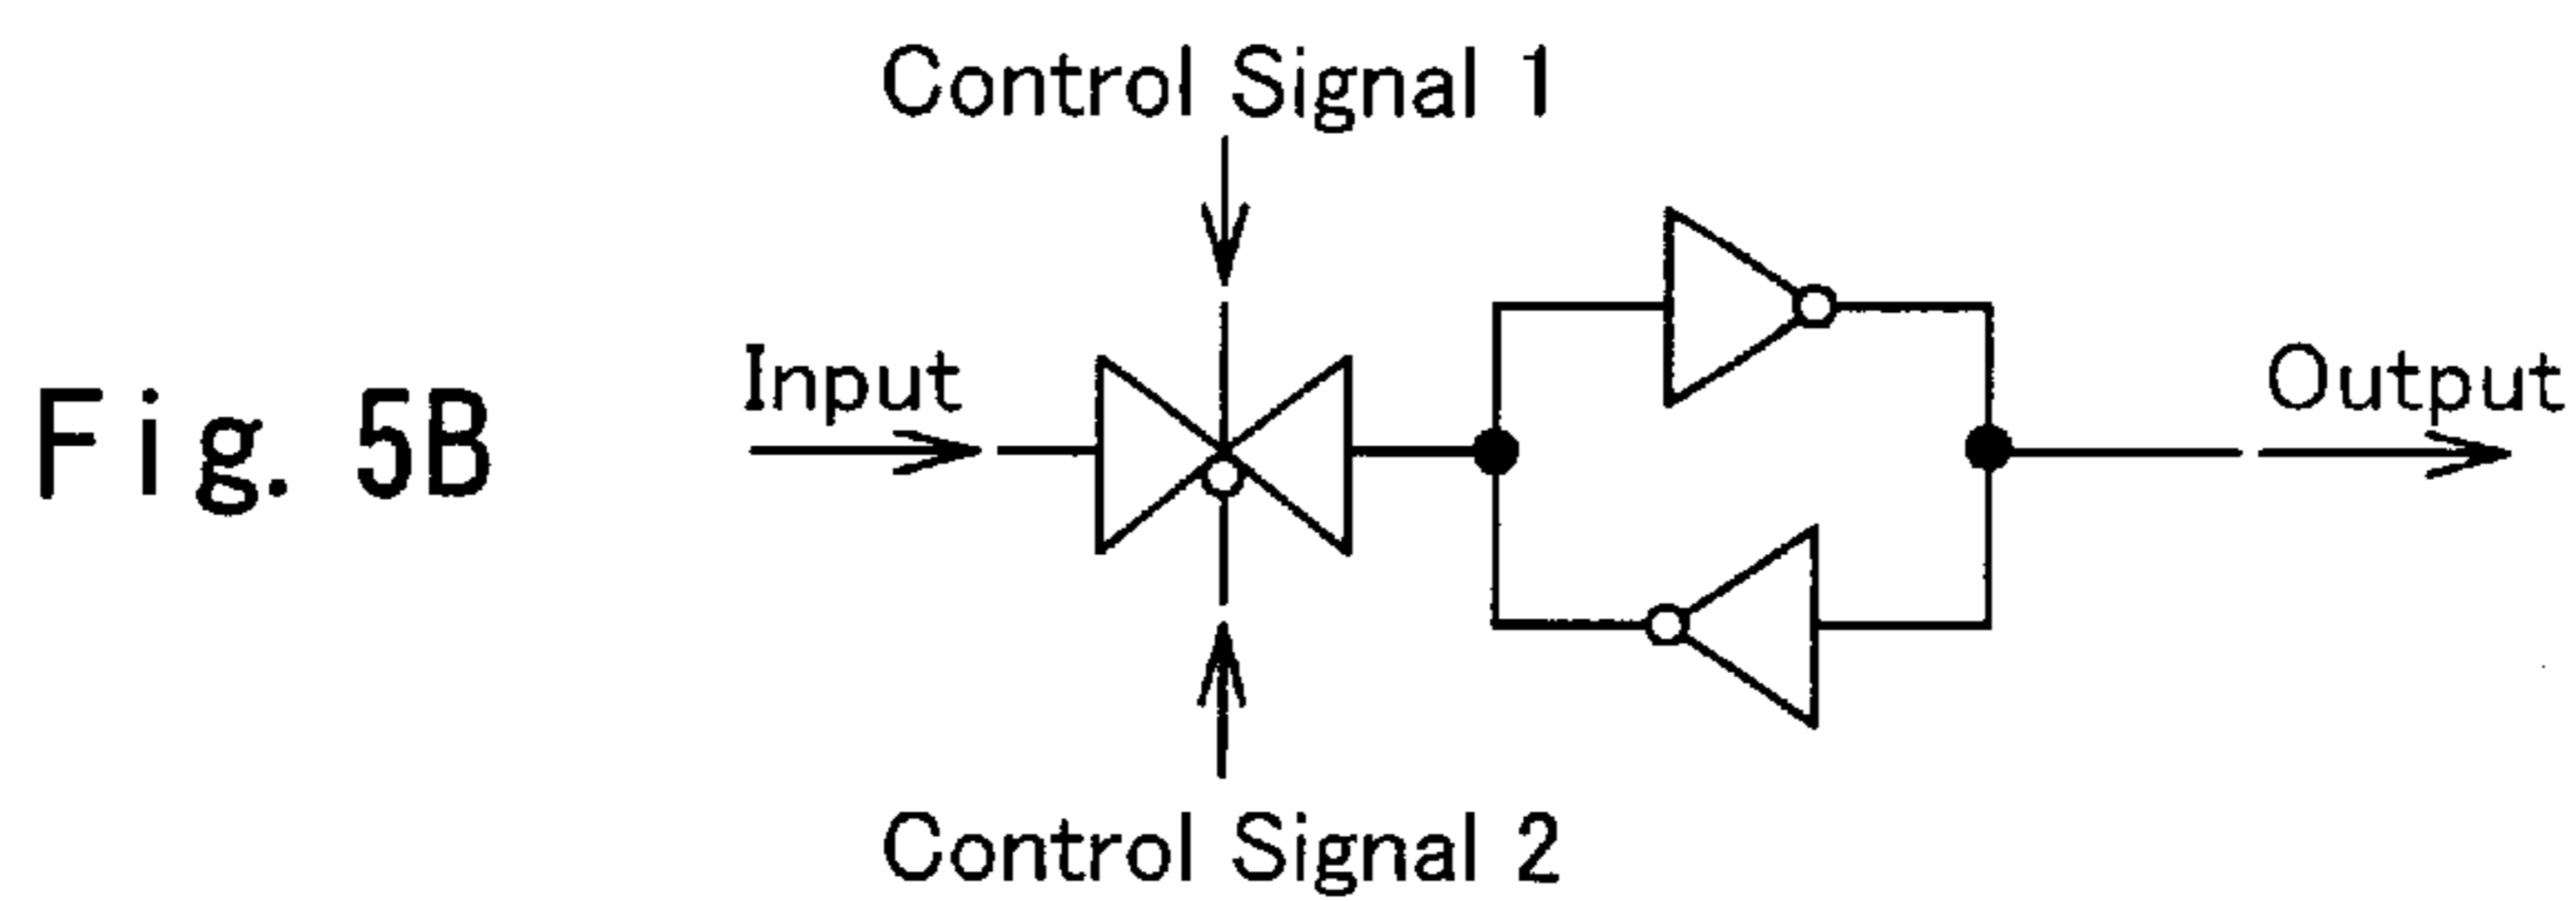 Control Signal 1
Fig. 5B
Input
Output
Control Signal 2